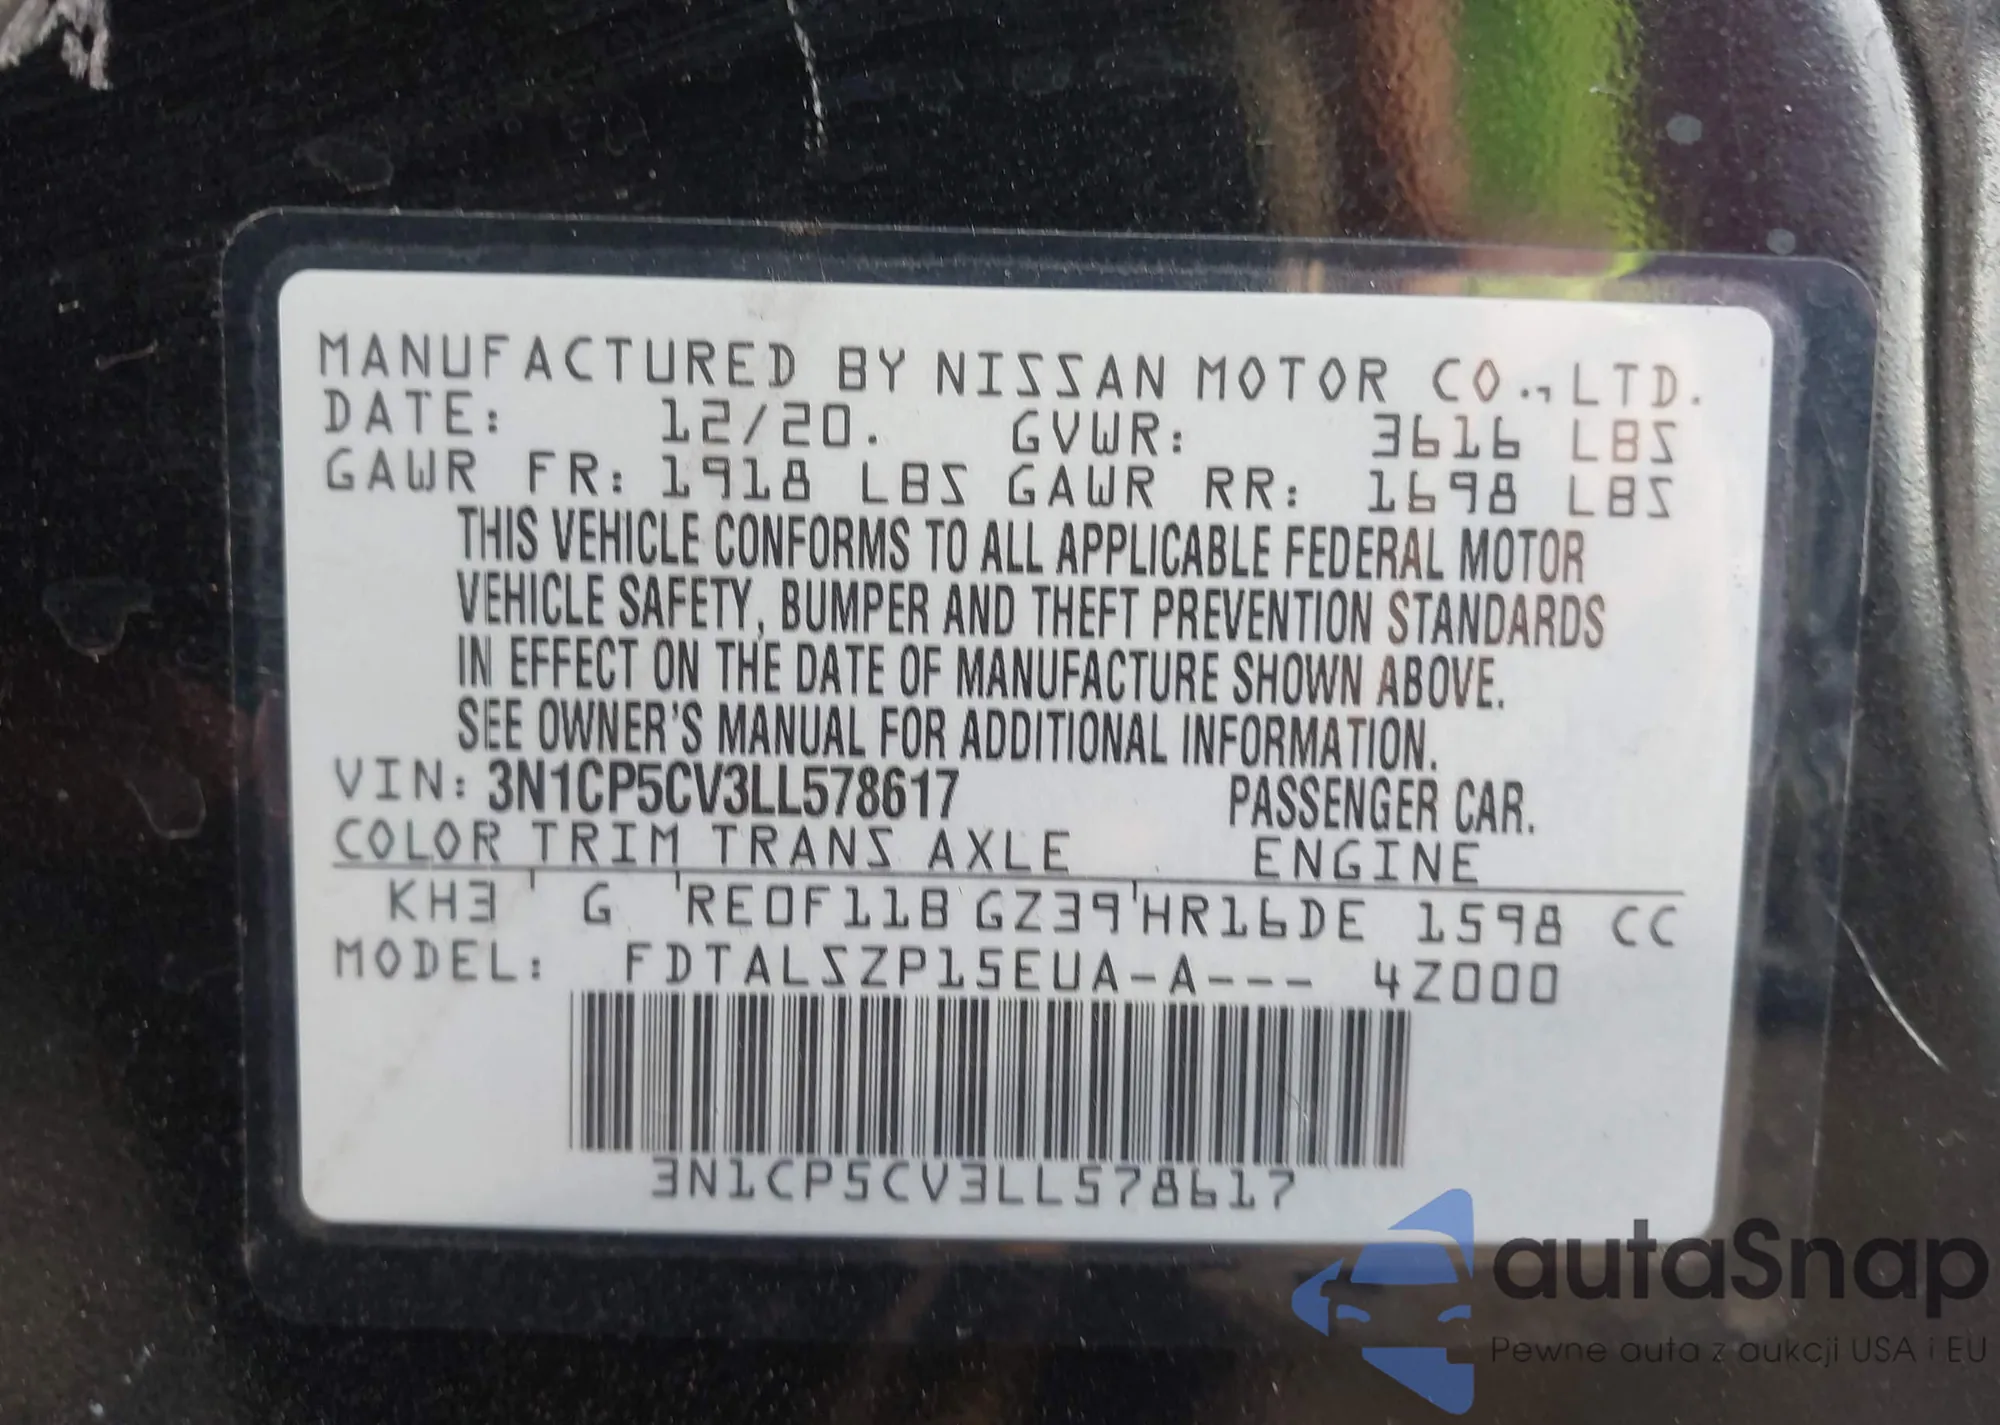 MANUFACTURED BY NISSAN MOTOR CO., LTD.
DATE: 12/20. GVWR: 3616 LBS
GAWR FR: 1918 LBS GAWR RR: 1698 LBS
THIS VEHICLE CONFORMS TO ALL APPLICABLE FEDERAL MOTOR
VEHICLE SAFETY, BUMPER AND THEFT PREVENTION STANDARDS
IN EFFECT ON THE DATE OF MANUFACTURE SHOWN ABOVE.
SEE OWNER'S MANUAL FOR ADDITIONAL INFORMATION.
VIN: 3N1CP5CV3LL578617 PASSENGER CAR.
COLOR TRIM TRANS AXLE ENGINE
KH3 G RE0F11B GZ39 HR16DE 1598 CC
MODEL: FDTALSZP15EUA-A--- 4Z000
3N1CP5CV3LL578617
autaSnap
Pewne auta z aukcji USA i EU